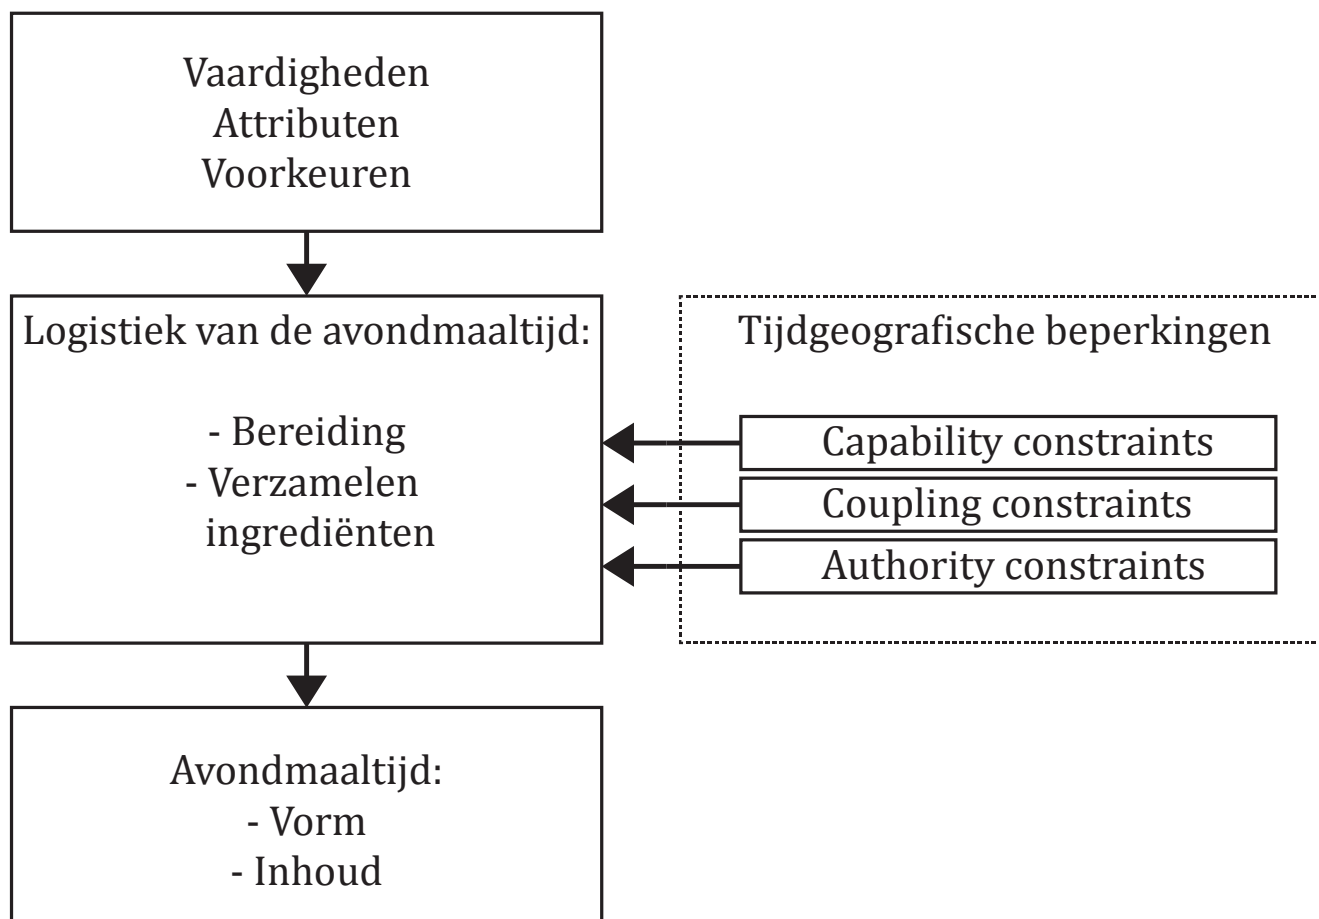 Vaardigheden
Attributen
Voorkeuren
Logistiek van de avondmaaltijd:
- Bereiding
- Verzamelen
ingrediënten
Tijdgeografische beperkingen
Capability constraints
Coupling constraints
Authority constraints
Avondmaaltijd:
- Vorm
- Inhoud